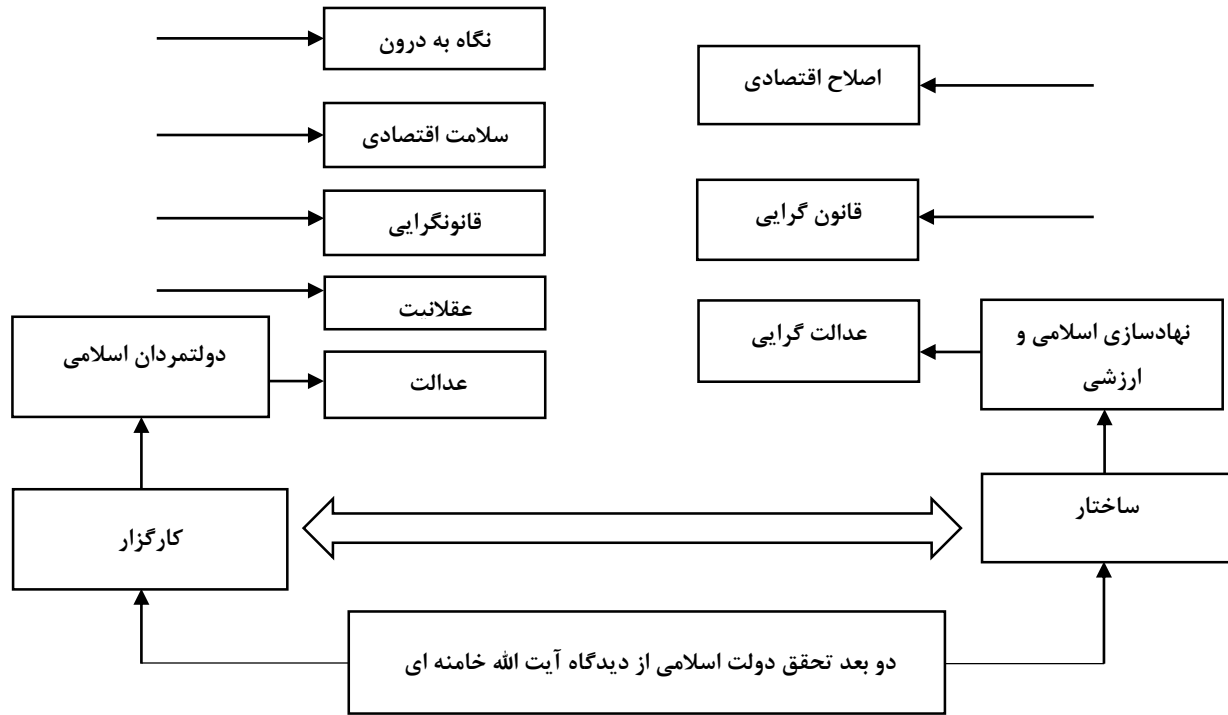 نگاه به درون
اصلاح اقتصادی
سلامت اقتصادی
قانون گرایی
قانونگرایی
عقلانیت
عدالت گرایی
نهادسازی اسلامی و
ارزشی
دولتمردان اسلامی
عدالت
ساختار
کارگزار
دو بعد تحقق دولت اسلامی از دیدگاه آیت الله خامنه ای